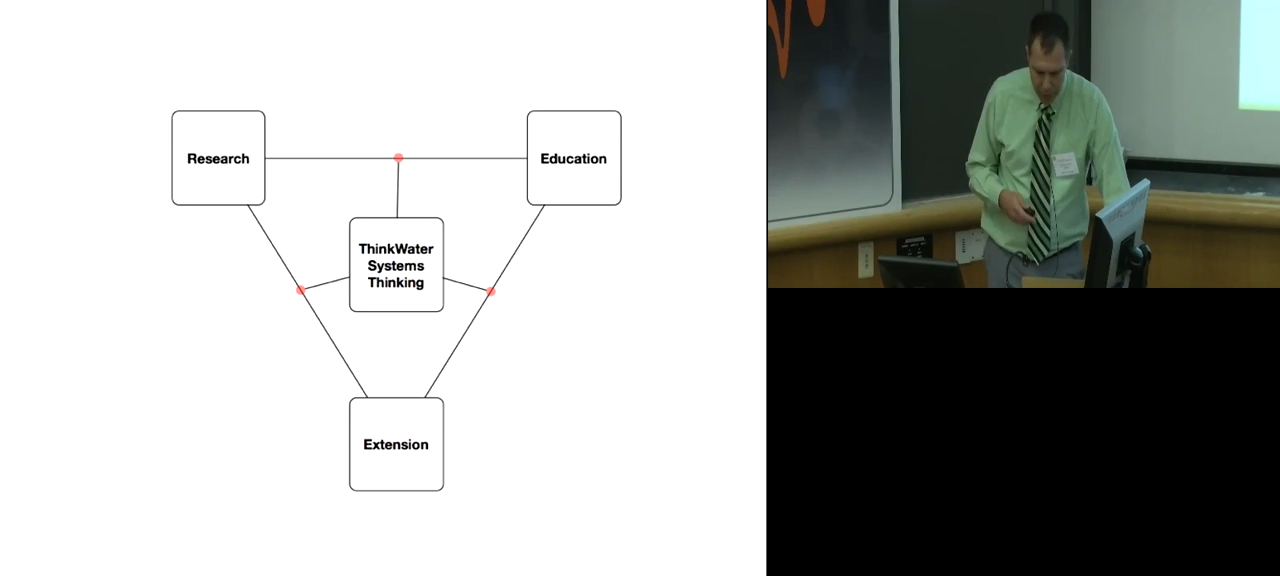 Research
Education
ThinkWater
Systems
Thinking
Extension